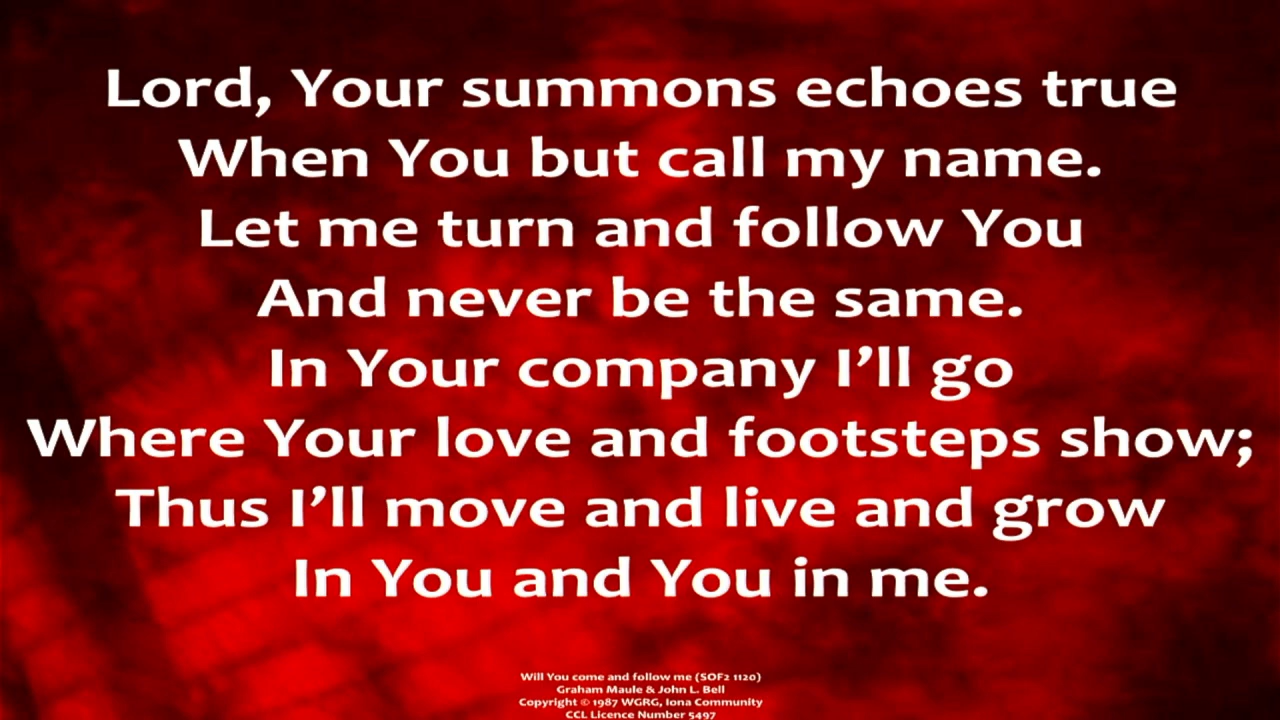 Lord, Your summons echoes true
When You but call my name.
Let me turn and follow You
And never be the same.
In Your company I’ll go
Where Your love and footsteps show;
Thus I’ll move and live and grow
In You and You in me.
Will You come and follow me (SOF2 1120)
Graham Maule & John L. Bell
Copyright © 1987 WGRG, Iona Community
CCL Licence Number 5497